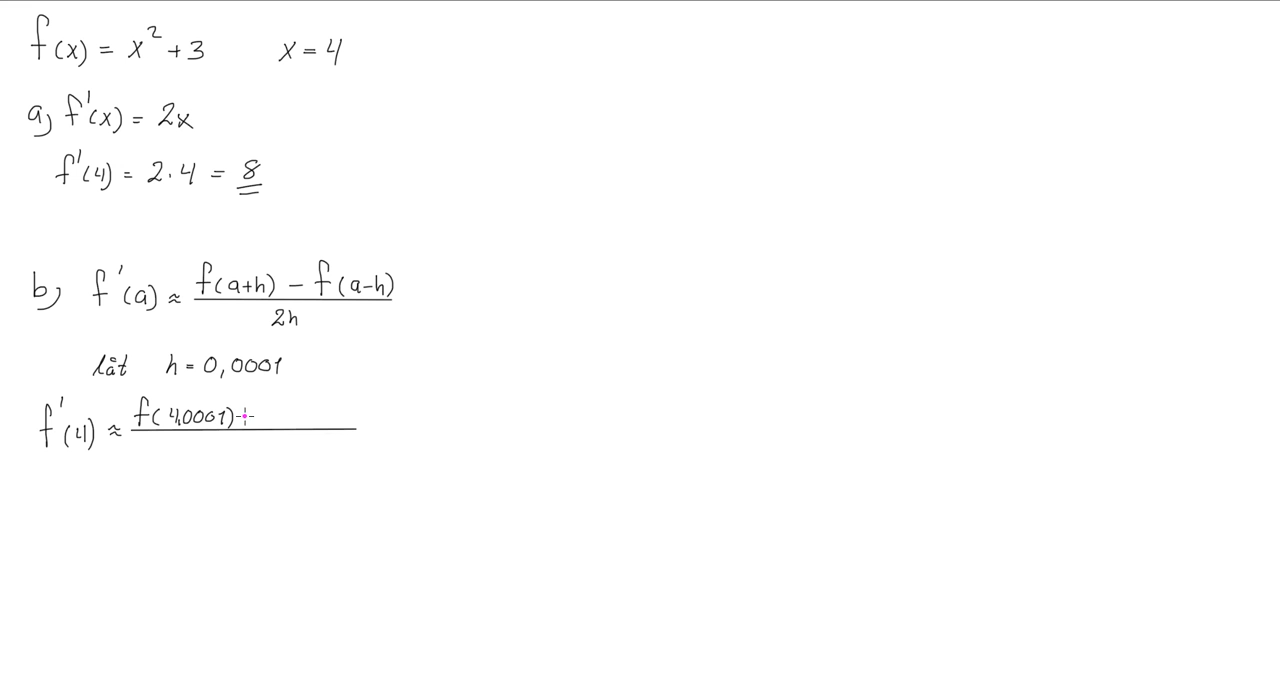 f(x) = x² + 3 x = 4
a) f'(x) = 2x
f'(4) = 2 · 4 = 8
b) f'(a) ≈ f(a+h) − f(a−h)
2h
låt h = 0,0001
f'(4) ≈ f(4,0001) −